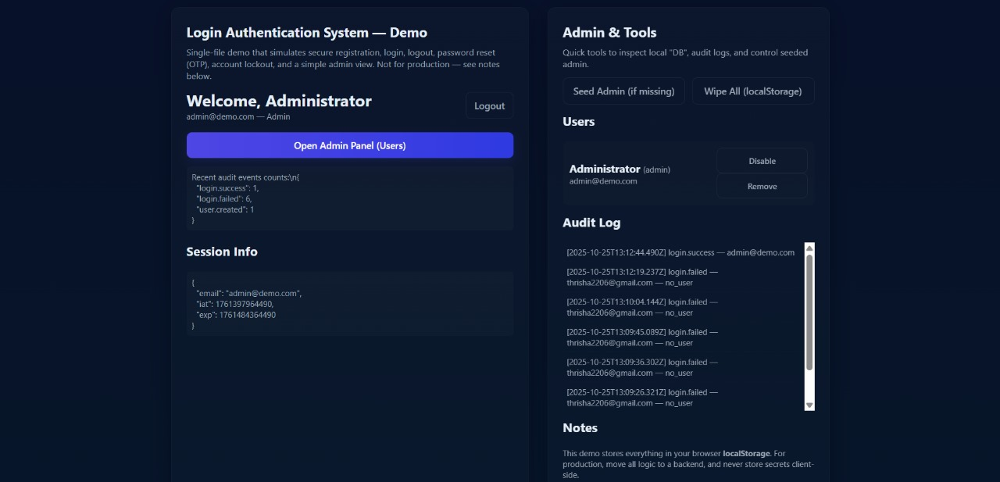 Login Authentication System — Demo
Single-file demo that simulates secure registration, login, logout, password reset
(OTP), account lockout, and a simple admin view. Not for production — see notes
below.
Welcome, Administrator
admin@demo.com — Admin
Logout
Open Admin Panel (Users)
Recent audit events counts:\n{
"login.success": 1,
"login.failed": 6,
"user.created": 1
}
Session Info
{
"email": "admin@demo.com",
"iat": 1761397964490,
"exp": 1761484364490
}
Admin & Tools
Quick tools to inspect local "DB", audit logs, and control seeded
admin.
Seed Admin (if missing)
Wipe All (localStorage)
Users
Administrator (admin)
admin@demo.com
Disable
Remove
Audit Log
[2025-10-25T13:12:44.490Z] login.success — admin@demo.com
[2025-10-25T13:12:19.237Z] login.failed —
thrisha2206@gmail.com — no_user
[2025-10-25T13:10:04.144Z] login.failed —
thrisha2206@gmail.com — no_user
[2025-10-25T13:09:45.089Z] login.failed —
thrisha2206@gmail.com — no_user
[2025-10-25T13:09:36.302Z] login.failed —
thrisha2206@gmail.com — no_user
[2025-10-25T13:09:26.321Z] login.failed —
thrisha2206@gmail.com — no_user
Notes
This demo stores everything in your browser localStorage. For
production, move all logic to a backend, and never store secrets client-
side.